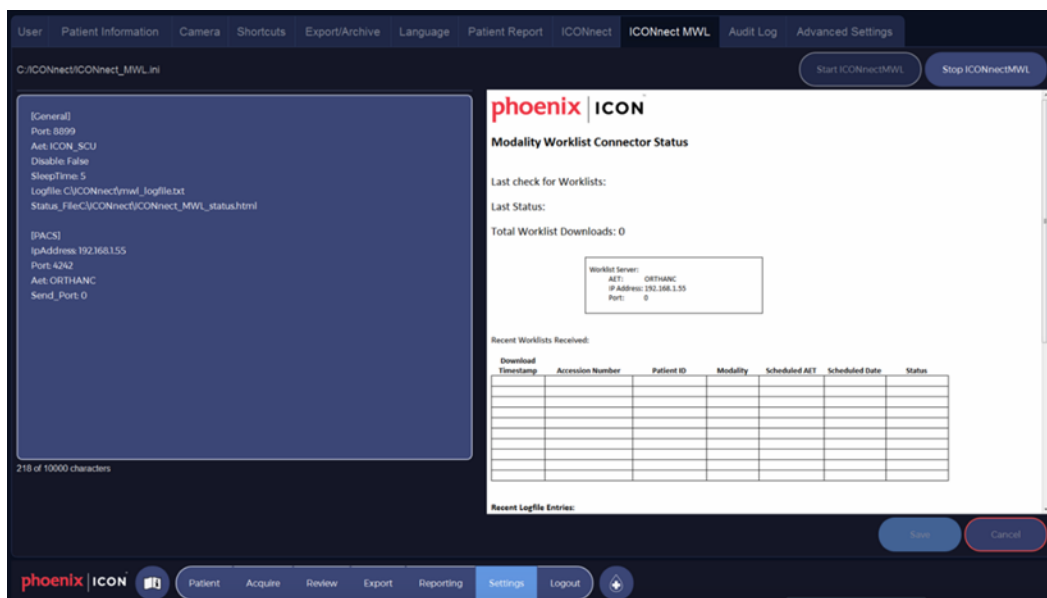 User Patient Information Camera Shortcuts Export/Archive Language Patient Report ICONnect ICONnect MWL Audit Log Advanced Settings
C:/ICONnect/ICONnect_MWL.ini
Start ICONnectMWL Stop ICONnectMWL
[General]
Port: 8899
Aet: ICON_SCU
Disable: False
SleepTime: 5
Logfile: C:\ICONnect\mwl_logfile.txt
Status_File:C:\ICONnect\ICONnect_MWL_status.html
[PACS]
IpAddress: 192.168.1.55
Port: 4242
Aet: ORTHANC
Send_Port: 0
218 of 10000 characters
phoenix | ICON
Modality Worklist Connector Status
Last check for Worklists:
Last Status:
Total Worklist Downloads: 0
Worklist Server:
AET: ORTHANC
IP Address: 192.168.1.55
Port: 0
Recent Worklists Received:
Download Timestamp Accession Number Patient ID Modality Scheduled AET Scheduled Date Status
Recent Logfile Entries:
Save Cancel
phoenix | ICON Patient Acquire Review Export Reporting Settings Logout